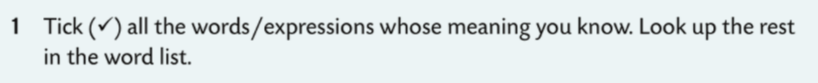 1 Tick (✓) all the words/expressions whose meaning you know. Look up the rest
in the word list.